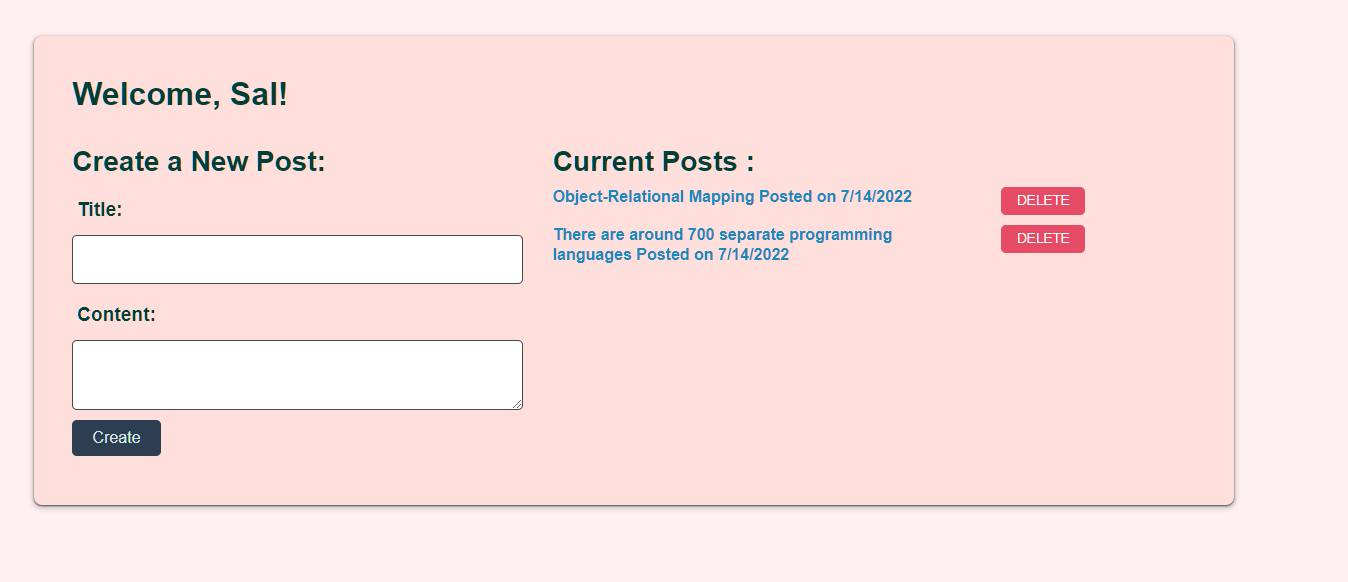 Welcome, Sal!
Create a New Post:
Title:
Content:
Create
Current Posts :
Object-Relational Mapping Posted on 7/14/2022
DELETE
There are around 700 separate programming
languages Posted on 7/14/2022
DELETE